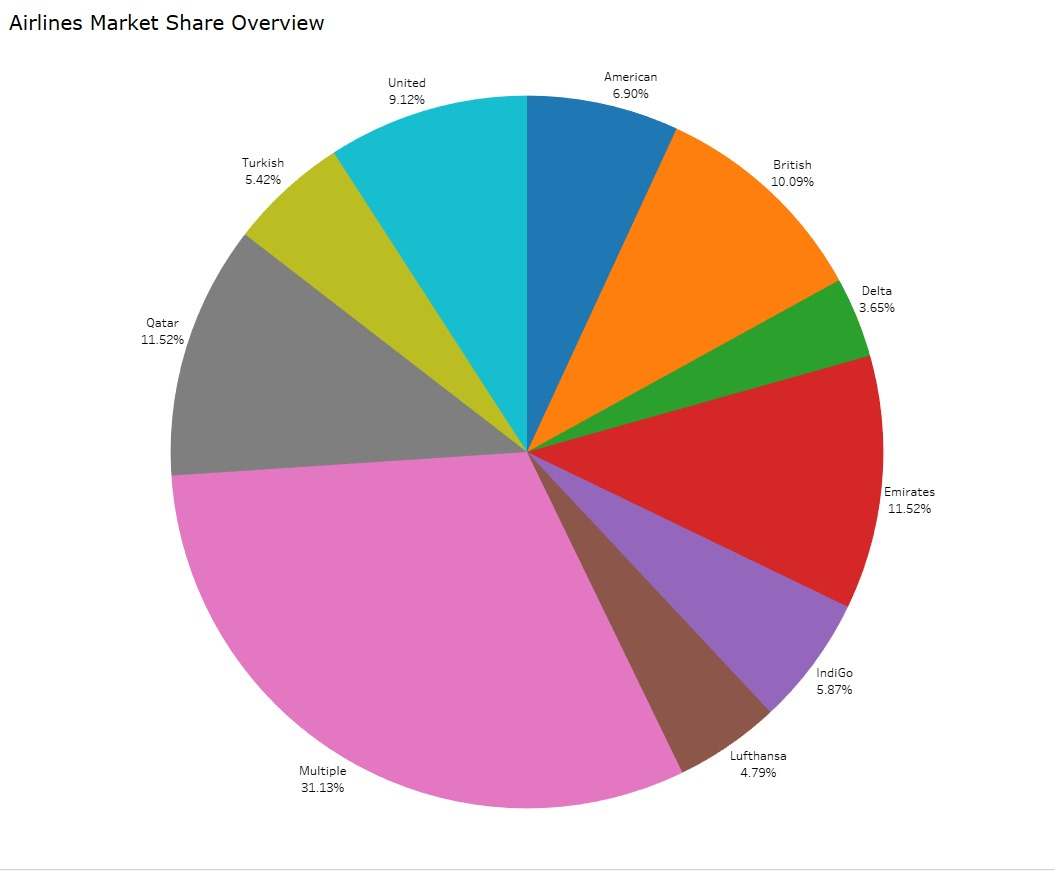 Airlines Market Share Overview
American
6.90%
British
10.09%
Delta
3.65%
Emirates
11.52%
IndiGo
5.87%
Lufthansa
4.79%
Multiple
31.13%
Qatar
11.52%
Turkish
5.42%
United
9.12%